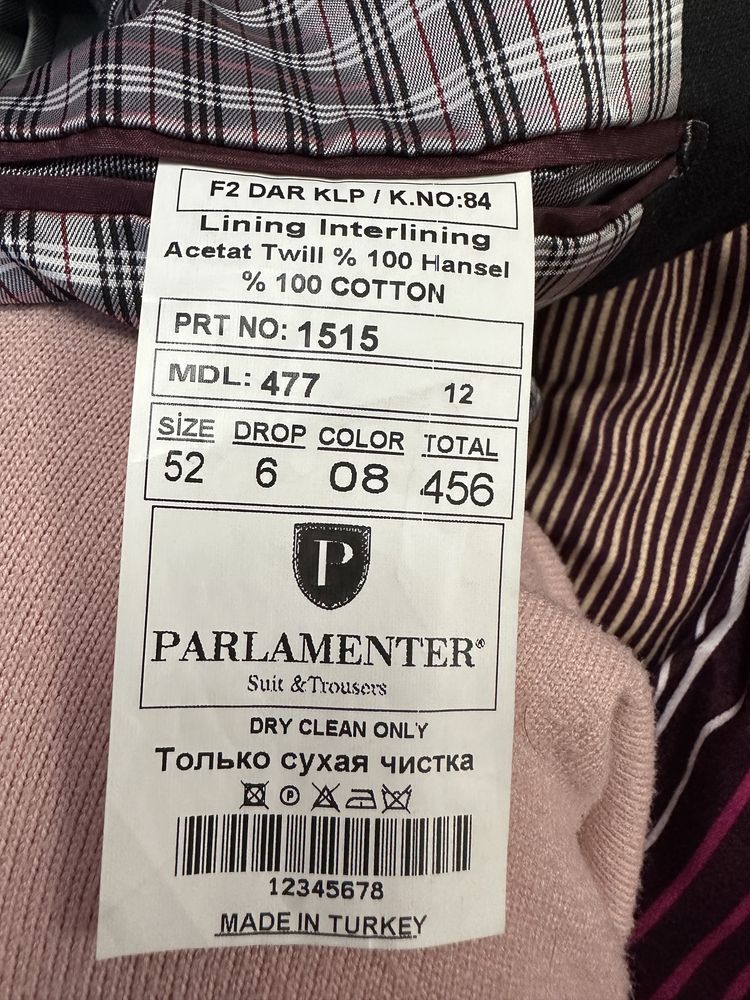 F2 DAR KLP / K.NO:84
Lining Interlining
Acetat Twill % 100 Hansel
% 100 COTTON
PRT NO: 1515
MDL: 477 12
SİZE DROP COLOR TOTAL
52 6 08 456
P
PARLAMENTER®
Suit & Trousers
DRY CLEAN ONLY
Только сухая чистка
P
12345678
MADE IN TURKEY